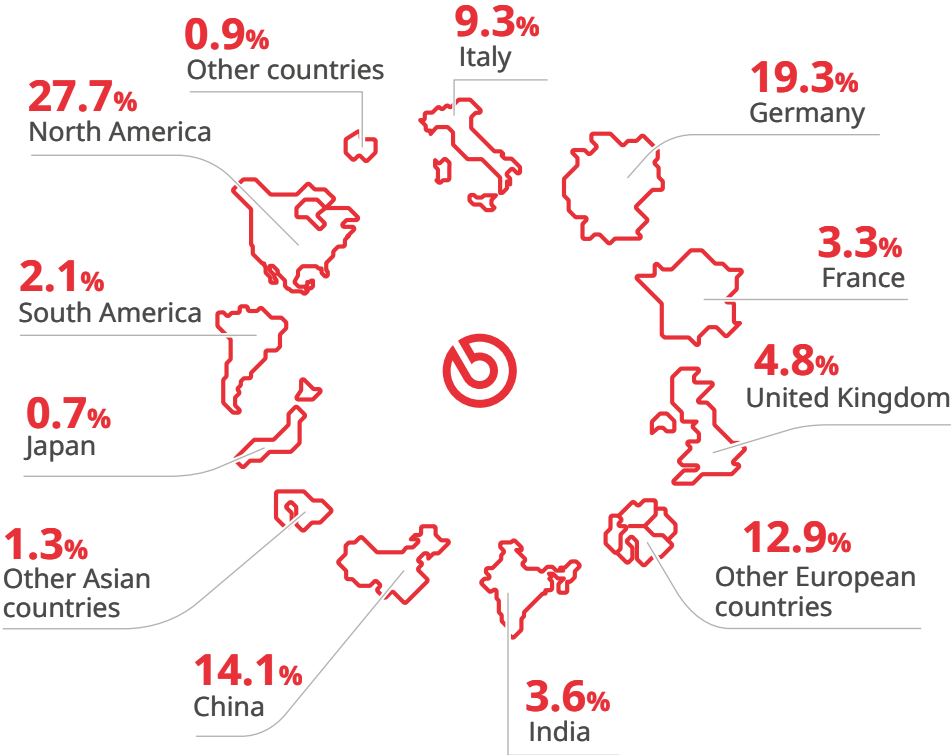 9.3%
Italy
0.9%
Other countries
19.3%
Germany
27.7%
North America
3.3%
France
2.1%
South America
4.8%
United Kingdom
0.7%
Japan
12.9%
Other European
countries
1.3%
Other Asian
countries
14.1%
China
3.6%
India